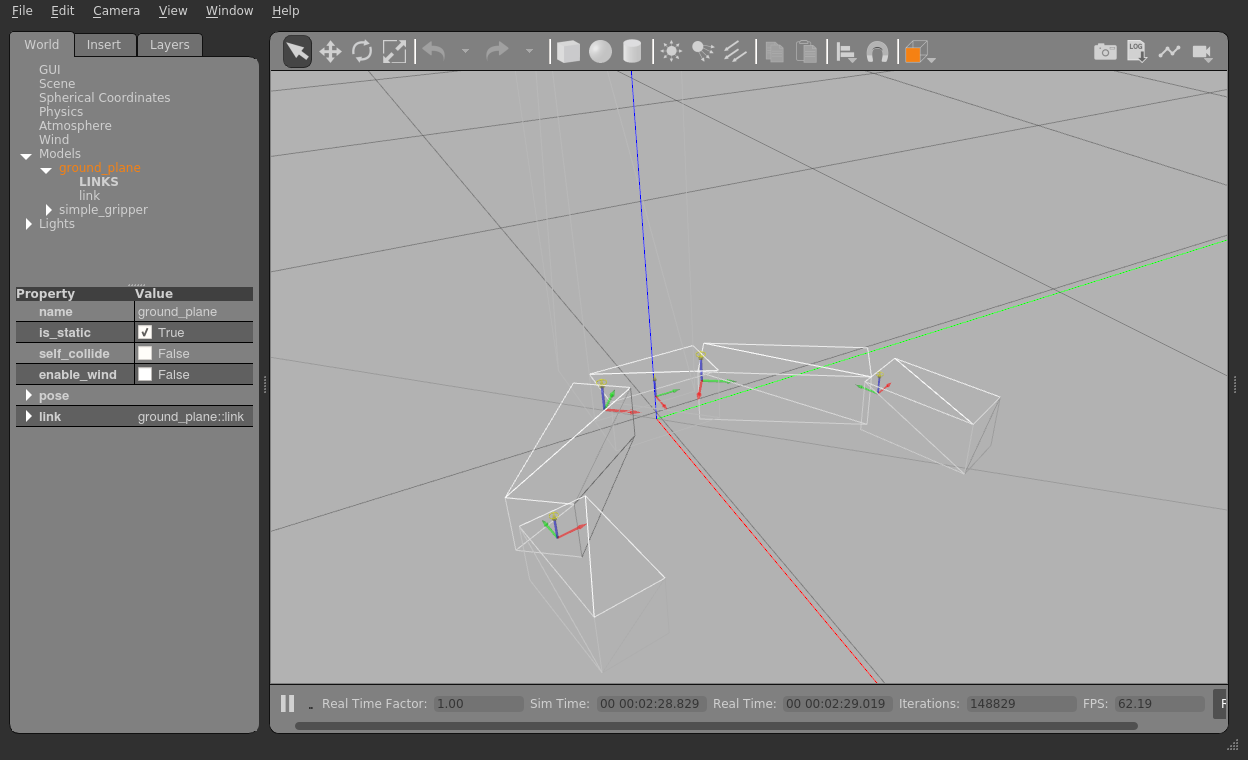 File Edit Camera View Window Help
World Insert Layers
GUI
Scene
Spherical Coordinates
Physics
Atmosphere
Wind
Models
ground_plane
LINKS
link
simple_gripper
Lights
Property Value
name ground_plane
is_static True
self_collide False
enable_wind False
pose
link ground_plane::link
LOG
Real Time Factor: 1.00 Sim Time: 00 00:02:28.829 Real Time: 00 00:02:29.019 Iterations: 148829 FPS: 62.19